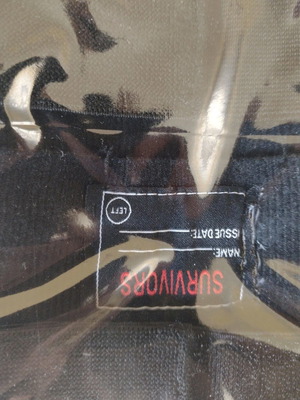 SURVIVORS
NAME:
ISSUE DATE:
LEFT